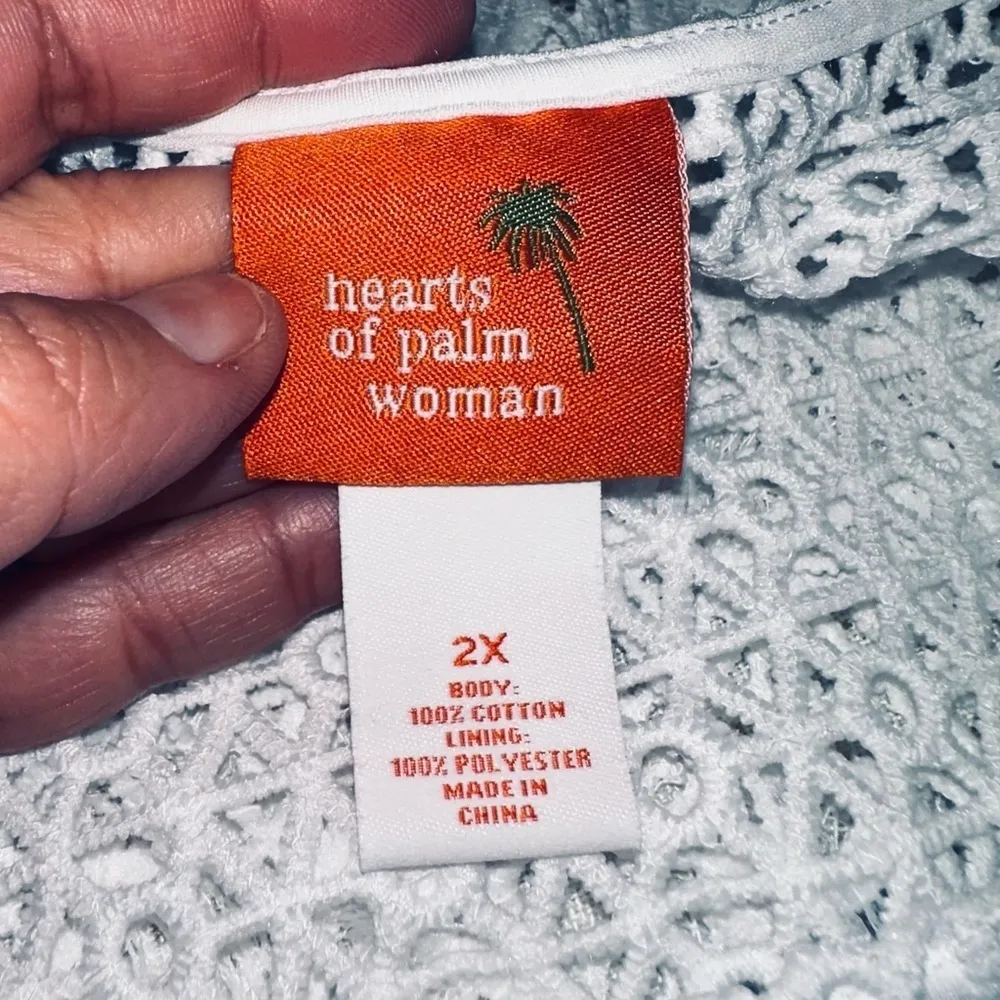 hearts
of palm
woman
2X
BODY:
100% COTTON
LINING:
100% POLYESTER
MADE IN
CHINA